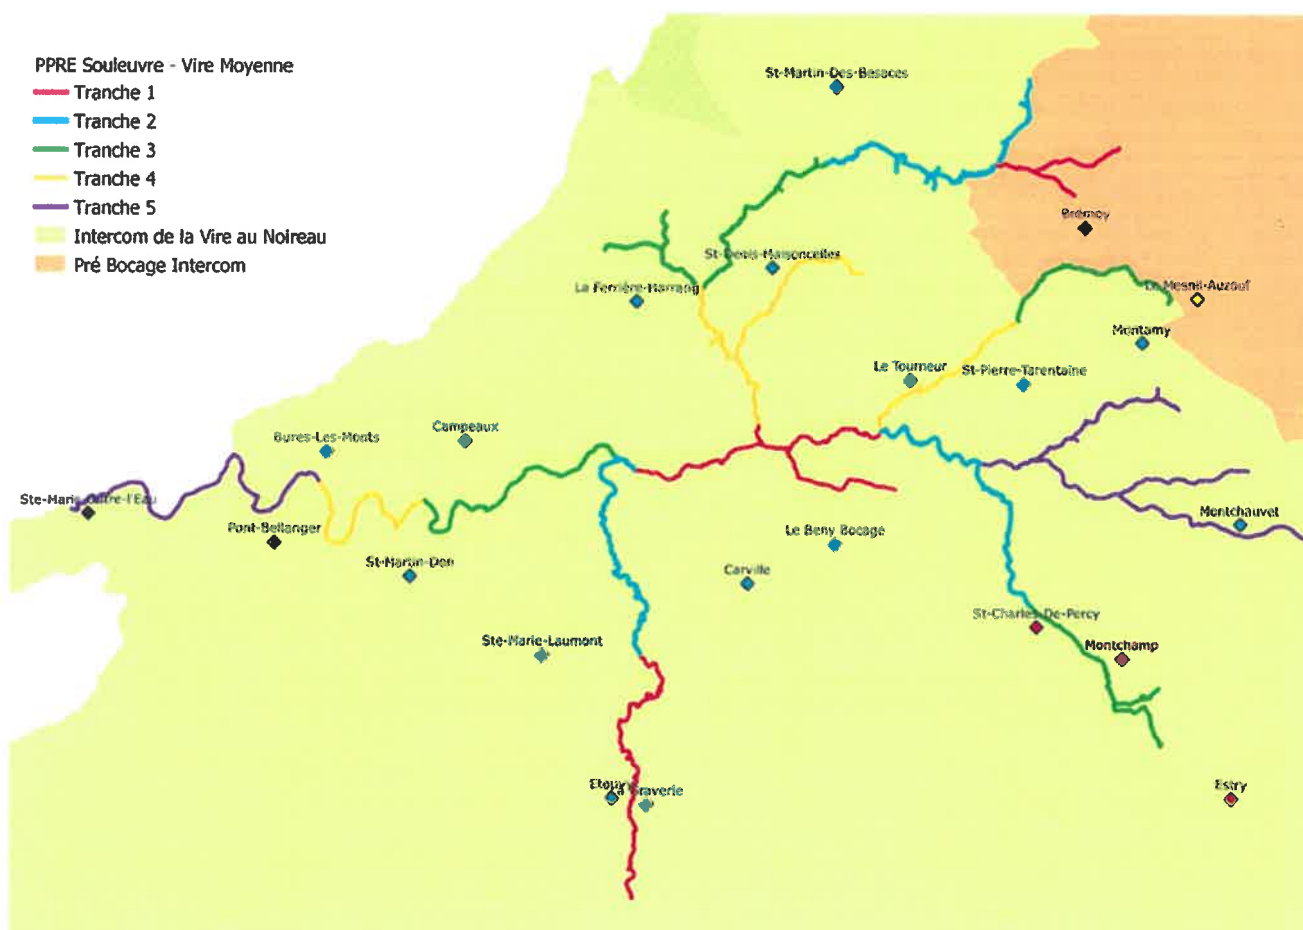 PPRE Souleuvre - Vire Moyenne
Tranche 1
Tranche 2
Tranche 3
Tranche 4
Tranche 5
Intercom de la Vire au Noireau
Pré Bocage Intercom
St-Martin-Des-Besaces
Brémoy
St-Denis-Maisoncelles
La Ferrière-Harrang
Le Mesnil-Auzouf
Montamy
Le Tourneur
St-Pierre-Tarentaine
Campeaux
Bures-Les-Monts
Ste-Marie-Outre-l'Eau
Pont-Bellanger
Montchauvet
Le Beny Bocage
St-Martin-Don
Carville
St-Charles-De-Percy
Ste-Marie-Laumont
Montchamp
Graverie
Estry